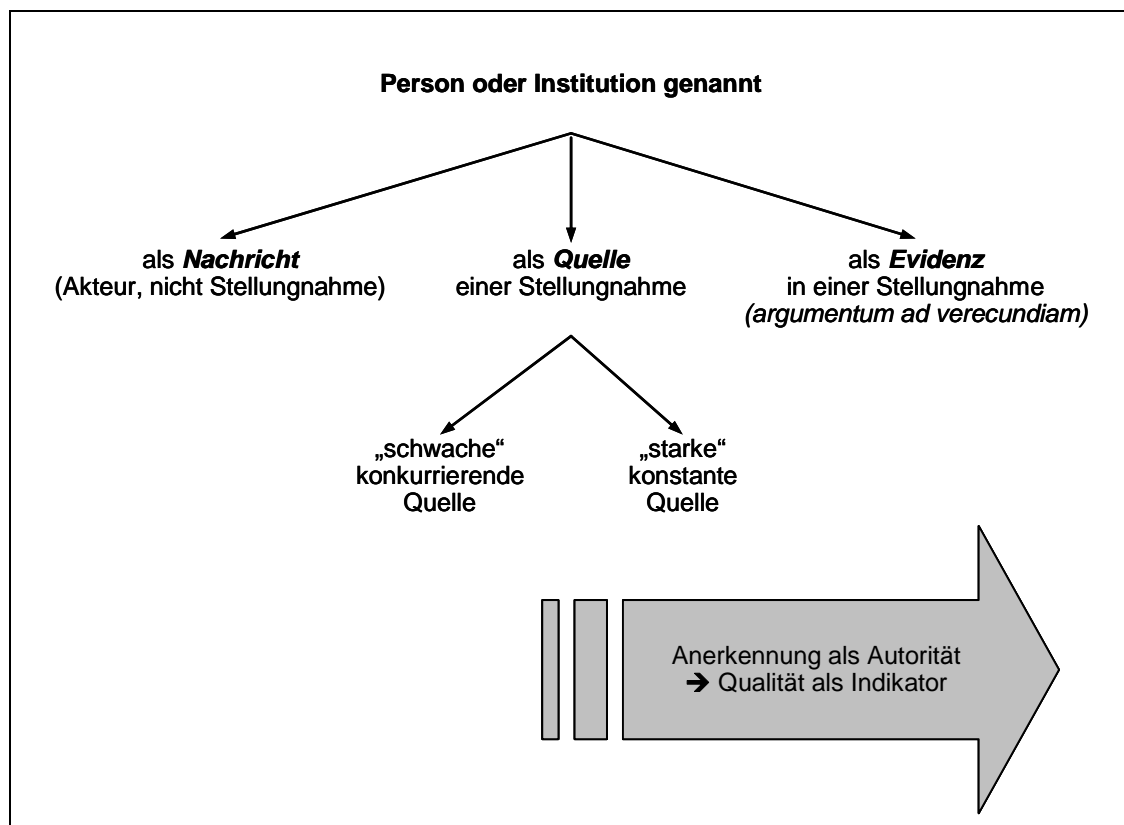 Person oder Institution genannt
als Nachricht
(Akteur, nicht Stellungnahme)
als Quelle
einer Stellungnahme
als Evidenz
in einer Stellungnahme
(argumentum ad verecundiam)
„schwache“
konkurrierende
Quelle
„starke“
konstante
Quelle
Anerkennung als Autorität
➔ Qualität als Indikator